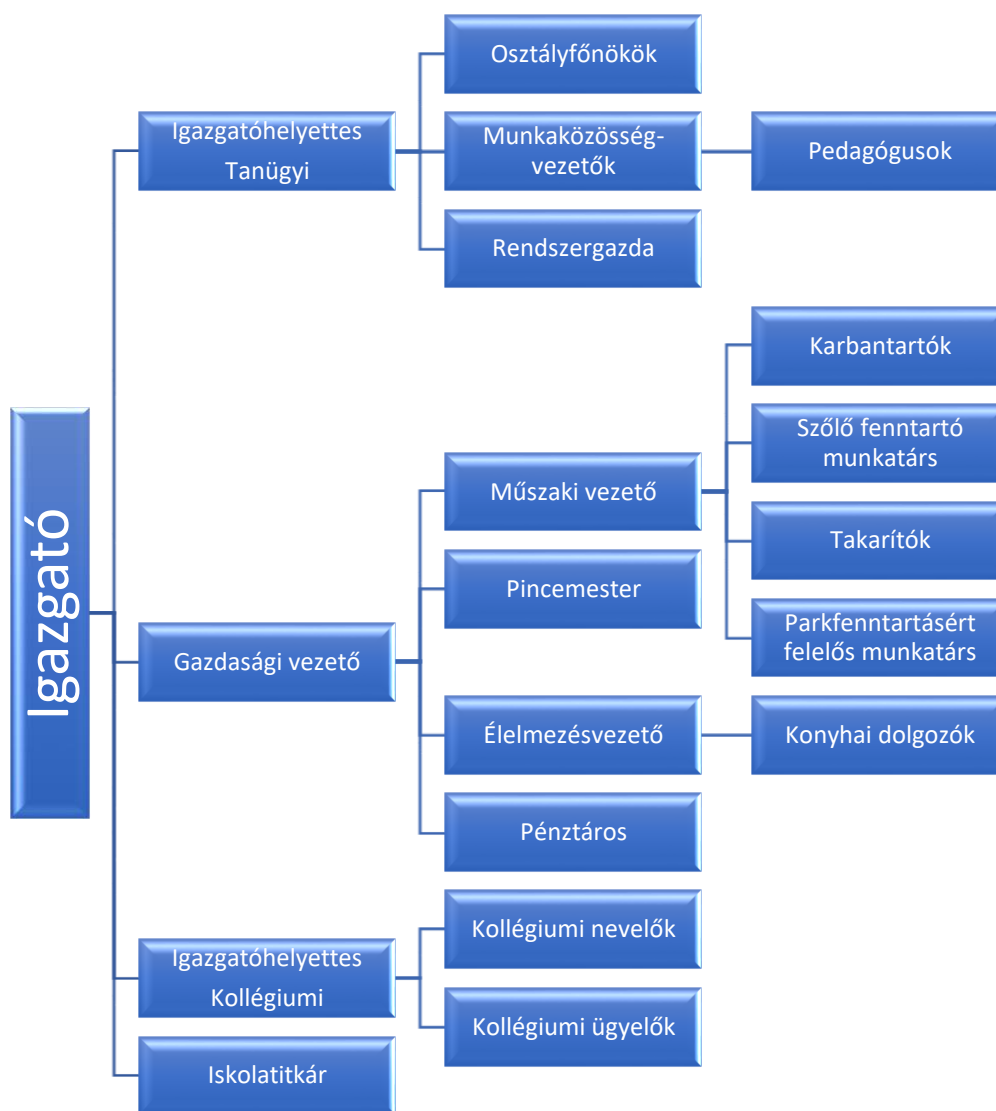 Igazgató
Igazgatóhelyettes
Tanügyi
Osztályfőnökök
Munkaközösség-
vezetők
Pedagógusok
Rendszergazda
Gazdasági vezető
Műszaki vezető
Karbantartók
Szőlő fenntartó
munkatárs
Takarítók
Parkfenntartásért
felelős munkatárs
Pincemester
Élelmezésvezető
Konyhai dolgozók
Pénztáros
Igazgatóhelyettes
Kollégiumi
Kollégiumi nevelők
Kollégiumi ügyelők
Iskolatitkár